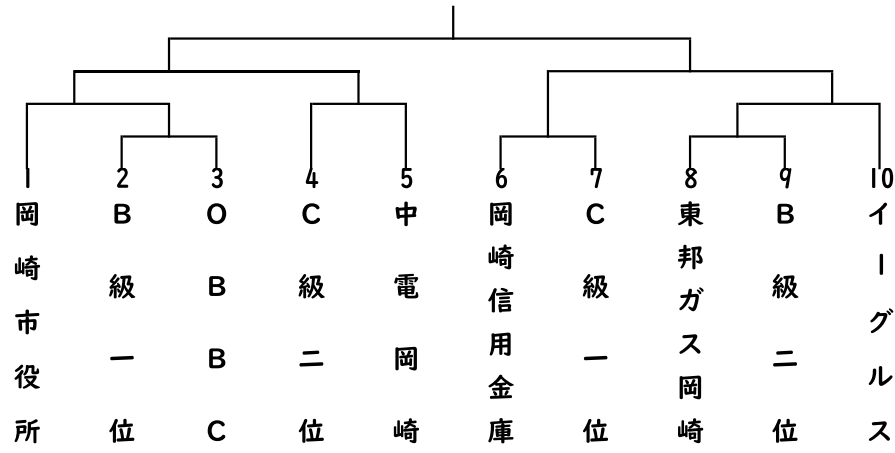 1 岡崎市役所
2 B級一位
3 OBBC
4 C級二位
5 中電岡崎
6 岡崎信用金庫
7 C級一位
8 東邦ガス岡崎
9 B級二位
10 イーグルス